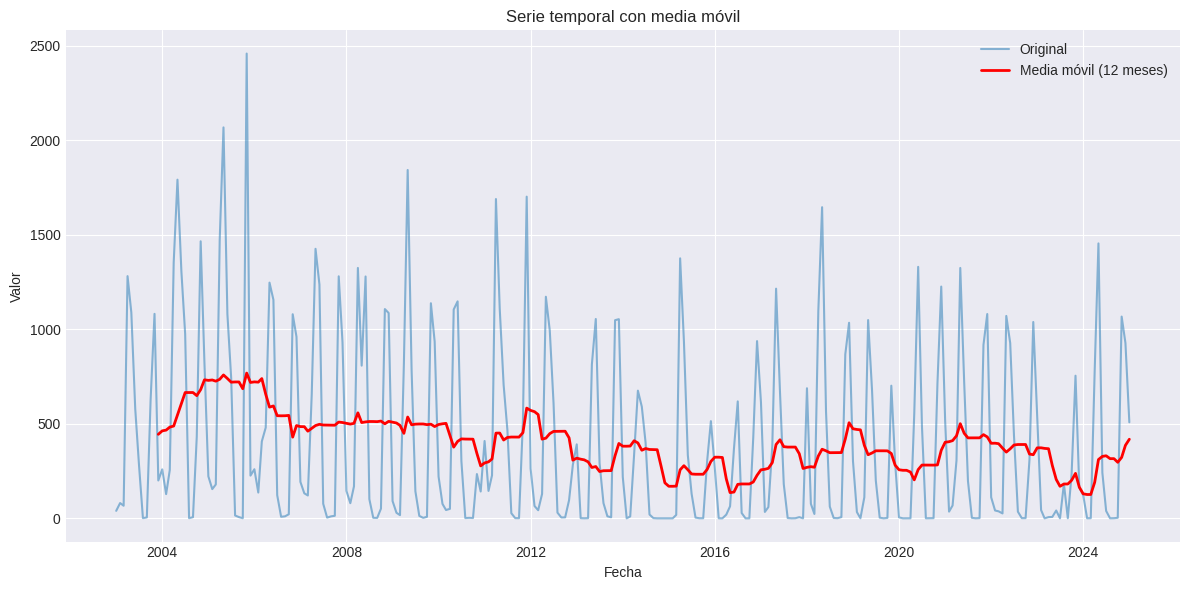 Serie temporal con media móvil
Original
Media móvil (12 meses)
2500
2000
1500
1000
500
0
Valor
2004
2008
2012
2016
2020
2024
Fecha